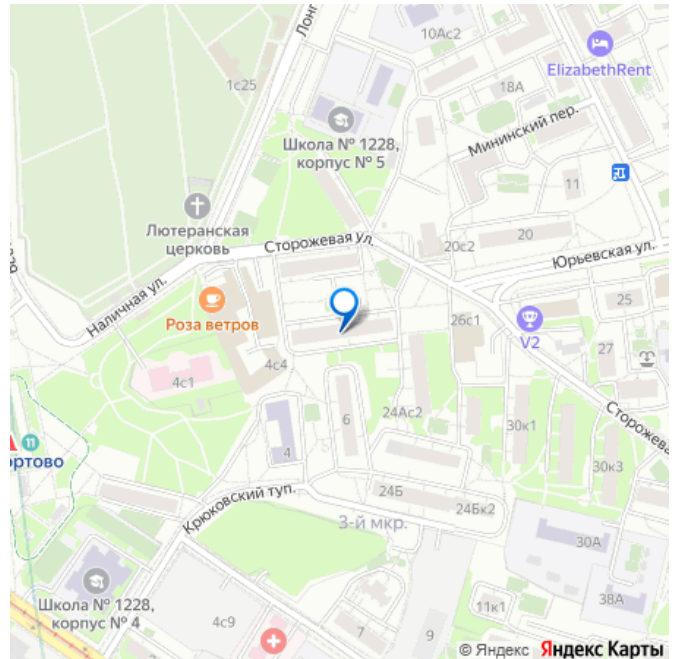 Лонг
10Ас2
ElizabethRent
1с25
18А
Школа № 1228,
корпус № 5
Мининский пер.
11
Лютеранская
церковь
Сторожевая ул.
20с2
20
Юрьевская ул.
Наличная ул.
Роза ветров
26с1
V2
25
27
4с4
4с1
6
24Ас2
30к1
Сторожева
30к3
11
ортово
4
24Б
24Бк2
Крюковский туп.
3-й мкр.
30А
Школа № 1228,
корпус № 4
11к1
38А
4с9
7
9
© Яндекс Яндекс Карты